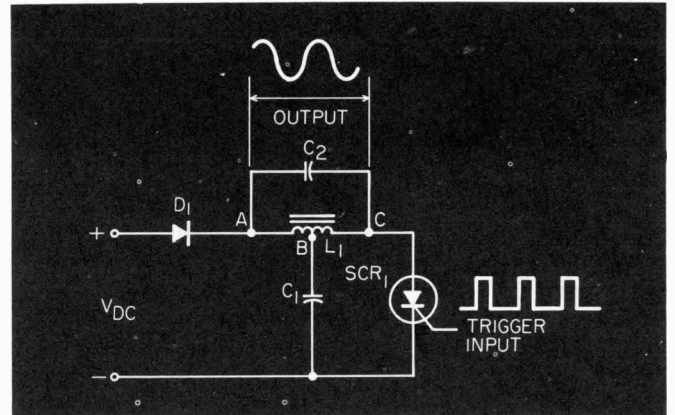 OUTPUT
C2
D1
A
C
+
B
L1
SCR1
C1
VDC
TRIGGER
INPUT
−